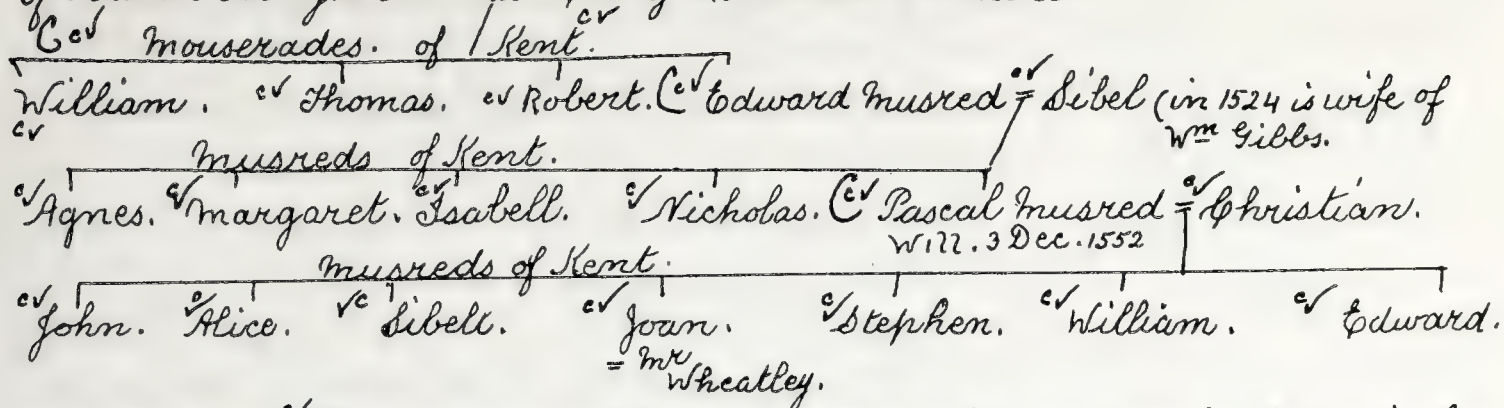 Mouserades. of Kent.
William. Thomas. Robert. Edward Musred = Sibel (in 1524 is wife of
Wm Gibbs.
Musreds of Kent.
Agnes. Margaret. Isabell. Nicholas. Pascal Musred = Christian.
Will. 3 Dec. 1552
Musreds of Kent.
John. Alice. Sibell. Joan. Stephen. William. Edward.
= Mr
Wheatley.